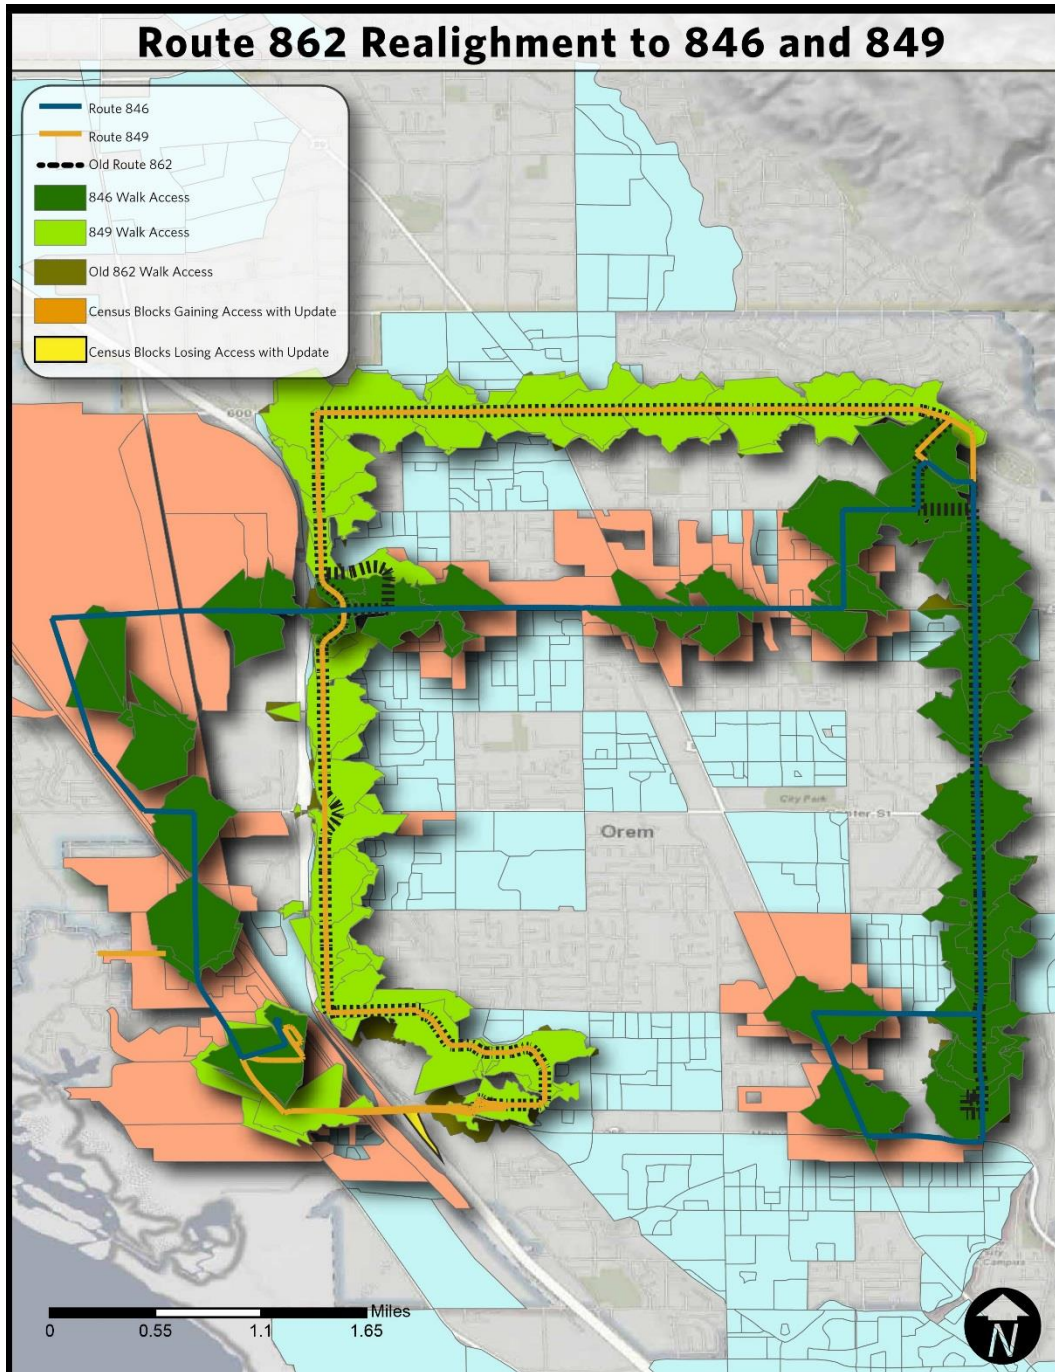 Route 862 Realighment to 846 and 849
Route 846
Route 849
Old Route 862
846 Walk Access
849 Walk Access
Old 862 Walk Access
Census Blocks Gaining Access with Update
Census Blocks Losing Access with Update
600
City Park
Orem
Campus
Miles
0 0.55 1.1 1.65
N